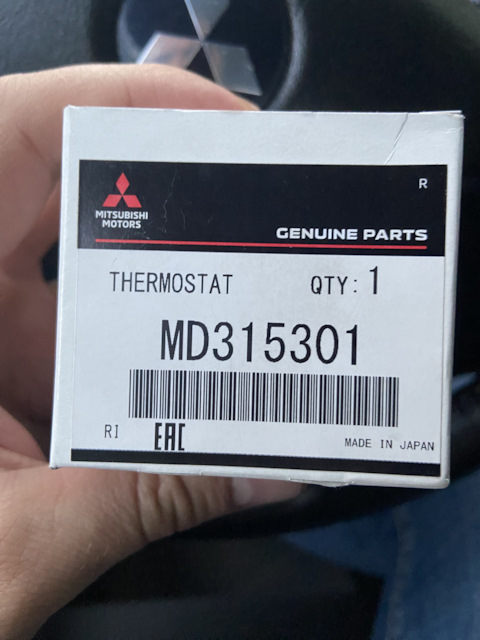 R
MITSUBISHI
MOTORS
GENUINE PARTS
THERMOSTAT QTY: 1
MD315301
RI EAC MADE IN JAPAN